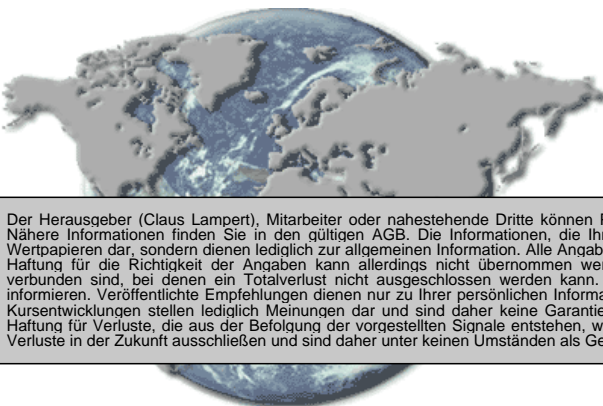 Der Herausgeber (Claus Lampert), Mitarbeiter oder nahestehende Dritte können
Nähere Informationen finden Sie in den gültigen AGB. Die Informationen, die
Wertpapieren dar, sondern dienen lediglich zur allgemeinen Information. Alle
Haftung für die Richtigkeit der Angaben kann allerdings nicht übernommen
verbunden sind, bei denen ein Totalverlust nicht ausgeschlossen werden kann.
informieren. Veröffentlichte Empfehlungen dienen nur zu Ihrer persönlichen
Kursentwicklungen stellen lediglich Meinungen dar und sind daher keine
Haftung für Verluste, die aus der Befolgung der vorgestellten Signale entstehen,
Verluste in der Zukunft ausschließen und sind daher unter keinen Umständen als